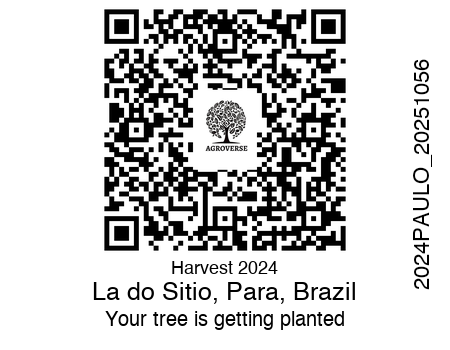 AGROVERSE
Harvest 2024
La do Sitio, Para, Brazil
Your tree is getting planted
2024PAULO_20251056